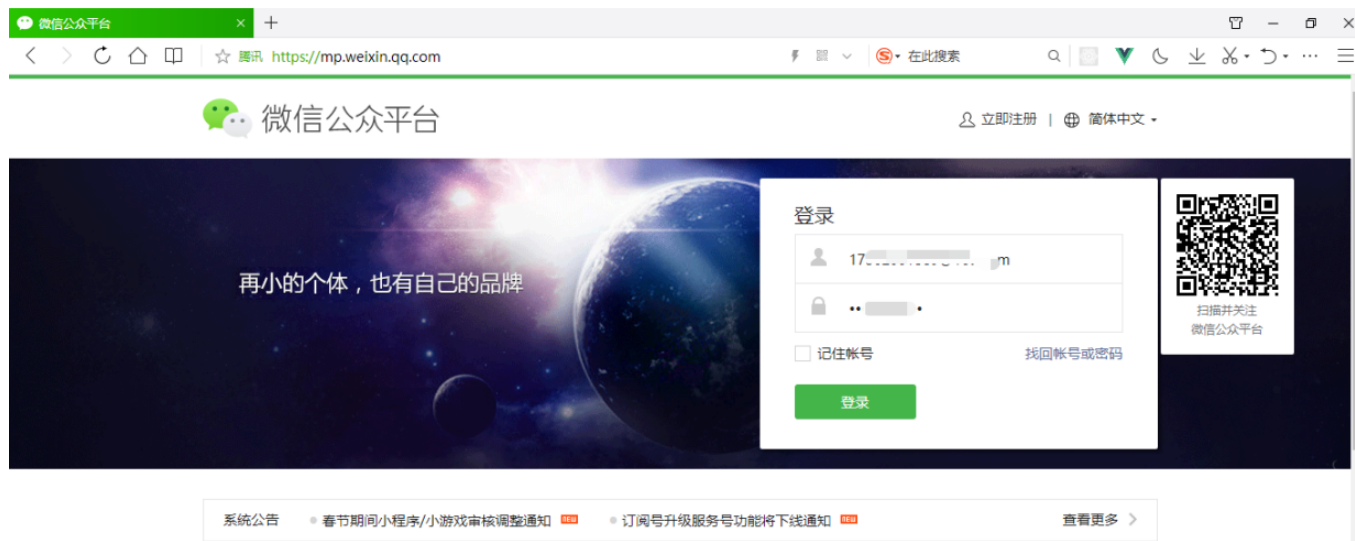 微信公众平台
腾讯 https://mp.weixin.qq.com
在此搜索
微信公众平台
立即注册 | 简体中文
再小的个体，也有自己的品牌
登录
17
m
记住帐号
找回帐号或密码
登录
扫描并关注
微信公众平台
系统公告
春节期间小程序/小游戏审核调整通知 NEW
订阅号升级服务号功能将下线通知 NEW
查看更多